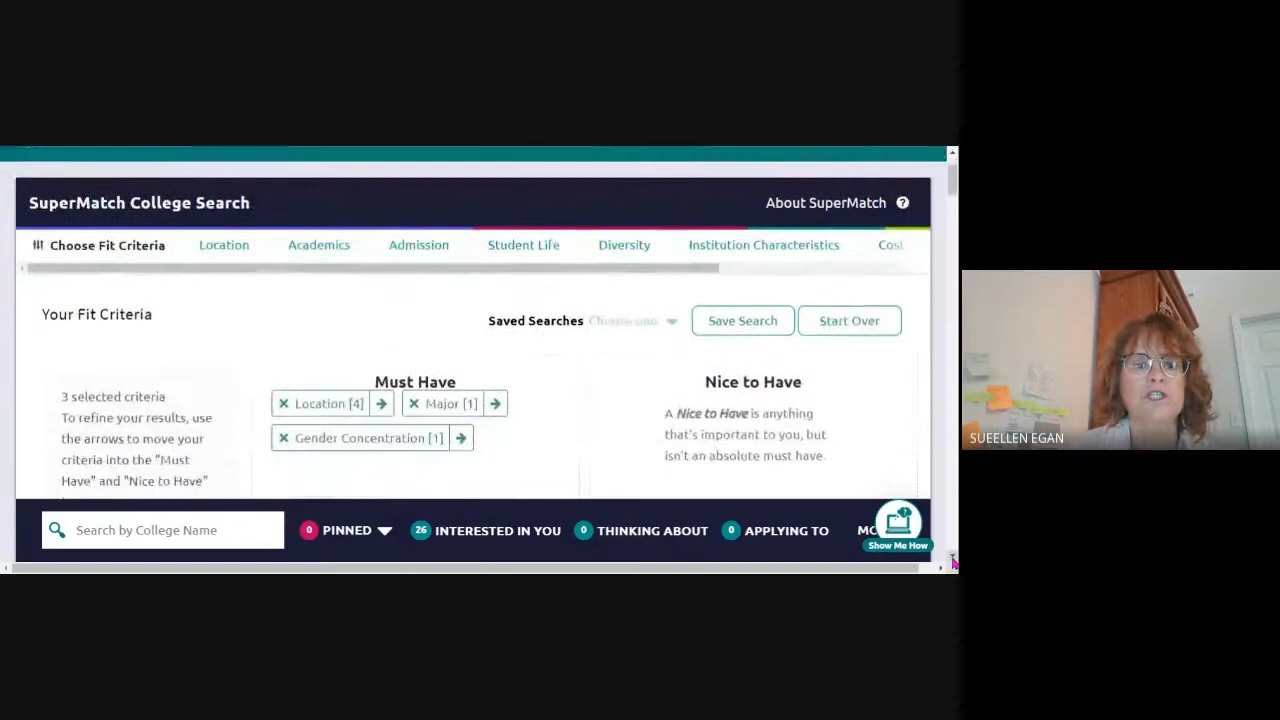 SuperMatch College Search
About SuperMatch ?
Choose Fit Criteria Location Academics Admission Student Life Diversity Institution Characteristics Cost
Your Fit Criteria
Saved Searches Choose one Save Search Start Over
3 selected criteria
To refine your results, use
the arrows to move your
criteria into the "Must
Have" and "Nice to Have"
Must Have
Location [4]
Major [1]
Gender Concentration [1]
Nice to Have
A Nice to Have is anything
that's important to you, but
isn't an absolute must have.
Search by College Name
0 PINNED
26 INTERESTED IN YOU
0 THINKING ABOUT
0 APPLYING TO
Show Me How
SUEELLEN EGAN